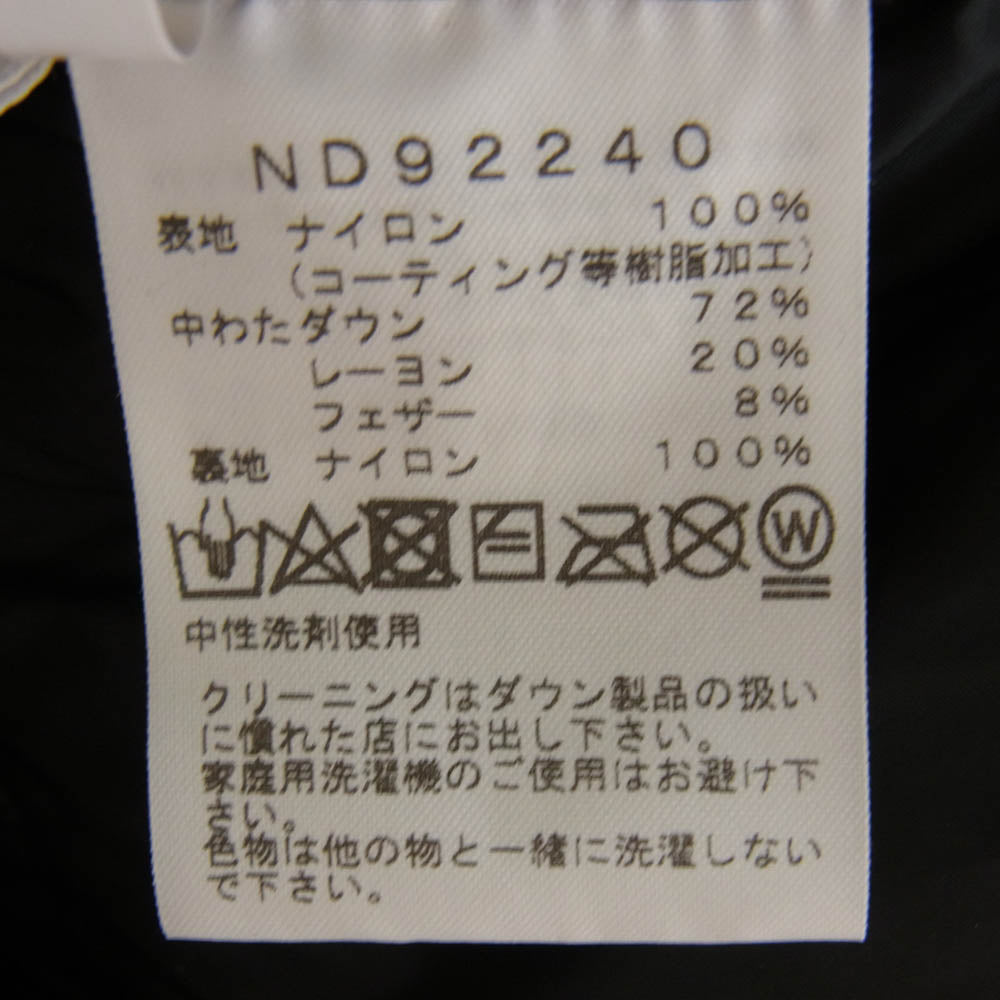 ND92240
表地 ナイロン 100%
(コーティング等樹脂加工)
中わたダウン 72%
レーヨン 20%
フェザー 8%
裏地 ナイロン 100%
W
中性洗剤使用
クリーニングはダウン製品の扱い
に慣れた店にお出し下さい。
家庭用洗濯機のご使用はお避け下
さい。
色物は他の物と一緒に洗濯しない
で下さい。